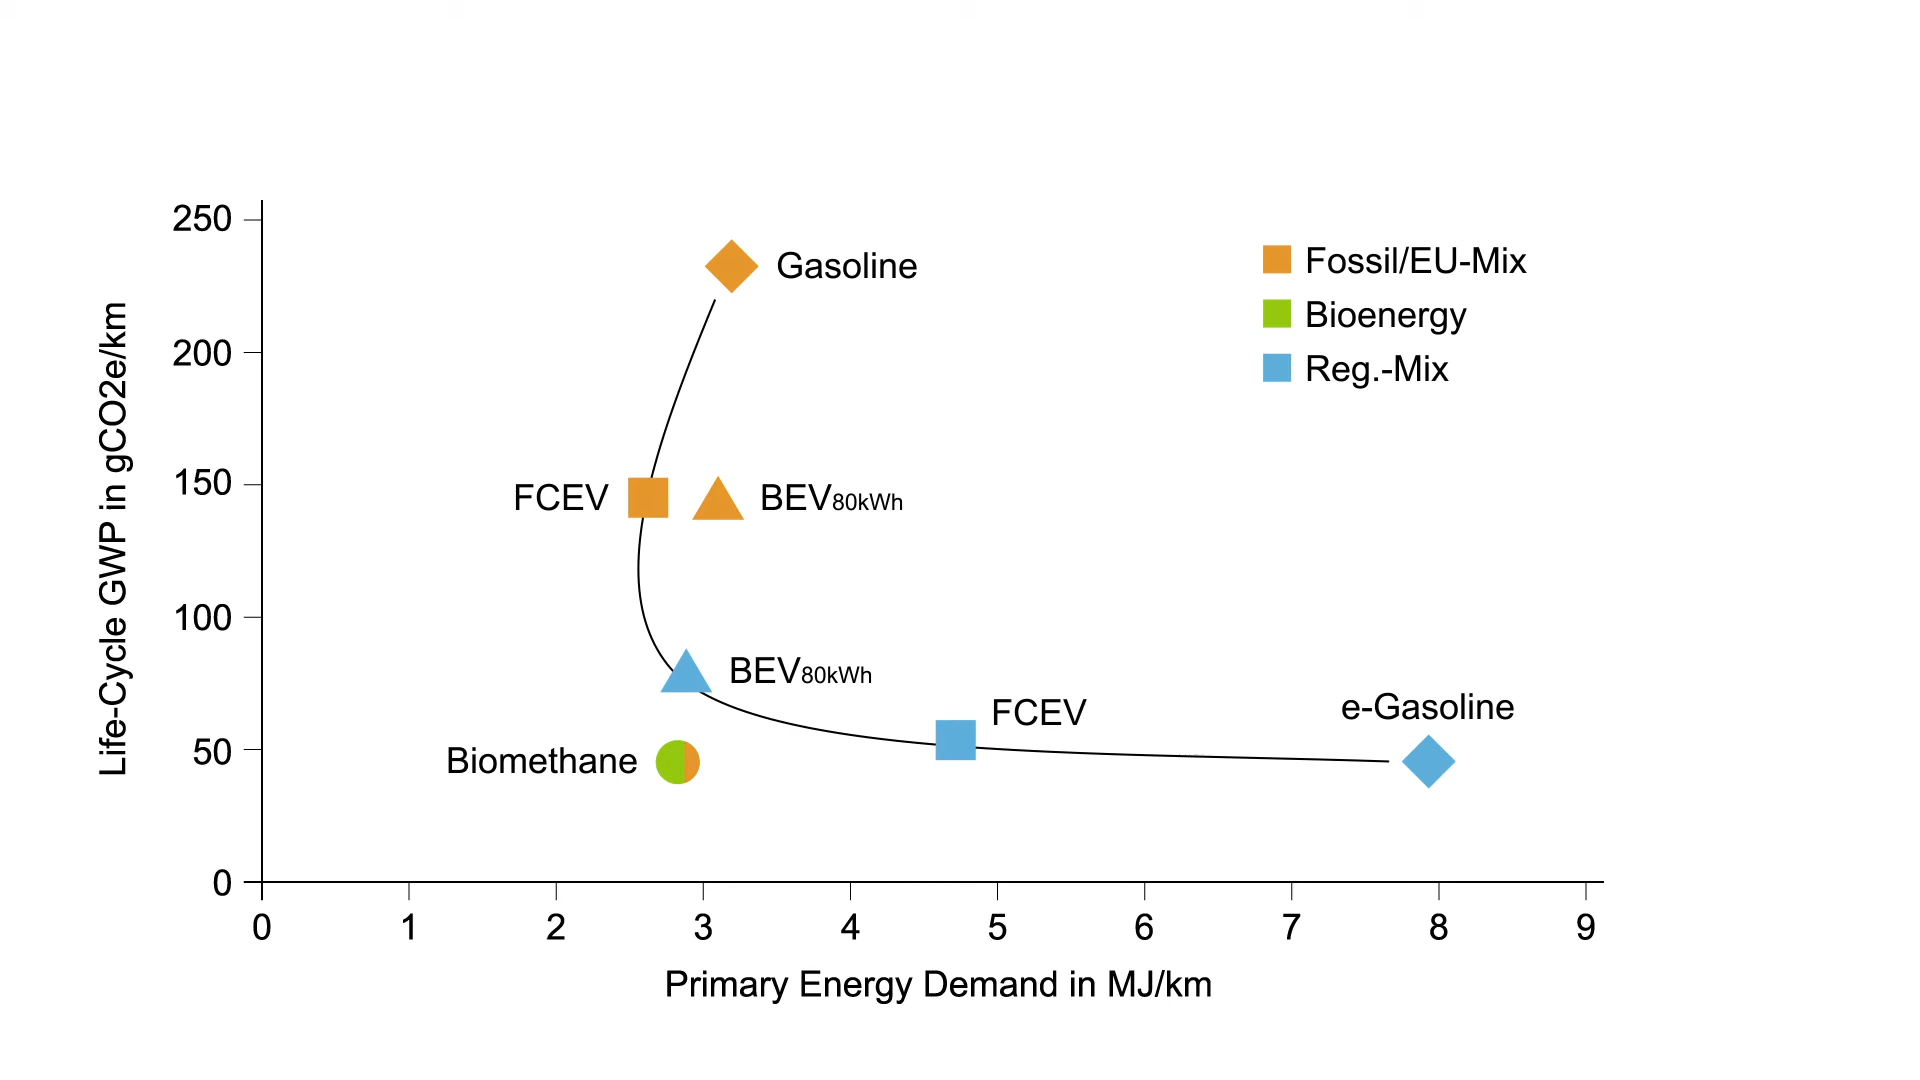 250
200
150
100
50
0
Life-Cycle GWP in gCO2e/km
Gasoline
FCEV
BEV80kWh
BEV80kWh
FCEV
e-Gasoline
Biomethane
Fossil/EU-Mix
Bioenergy
Reg.-Mix
0 1 2 3 4 5 6 7 8 9
Primary Energy Demand in MJ/km